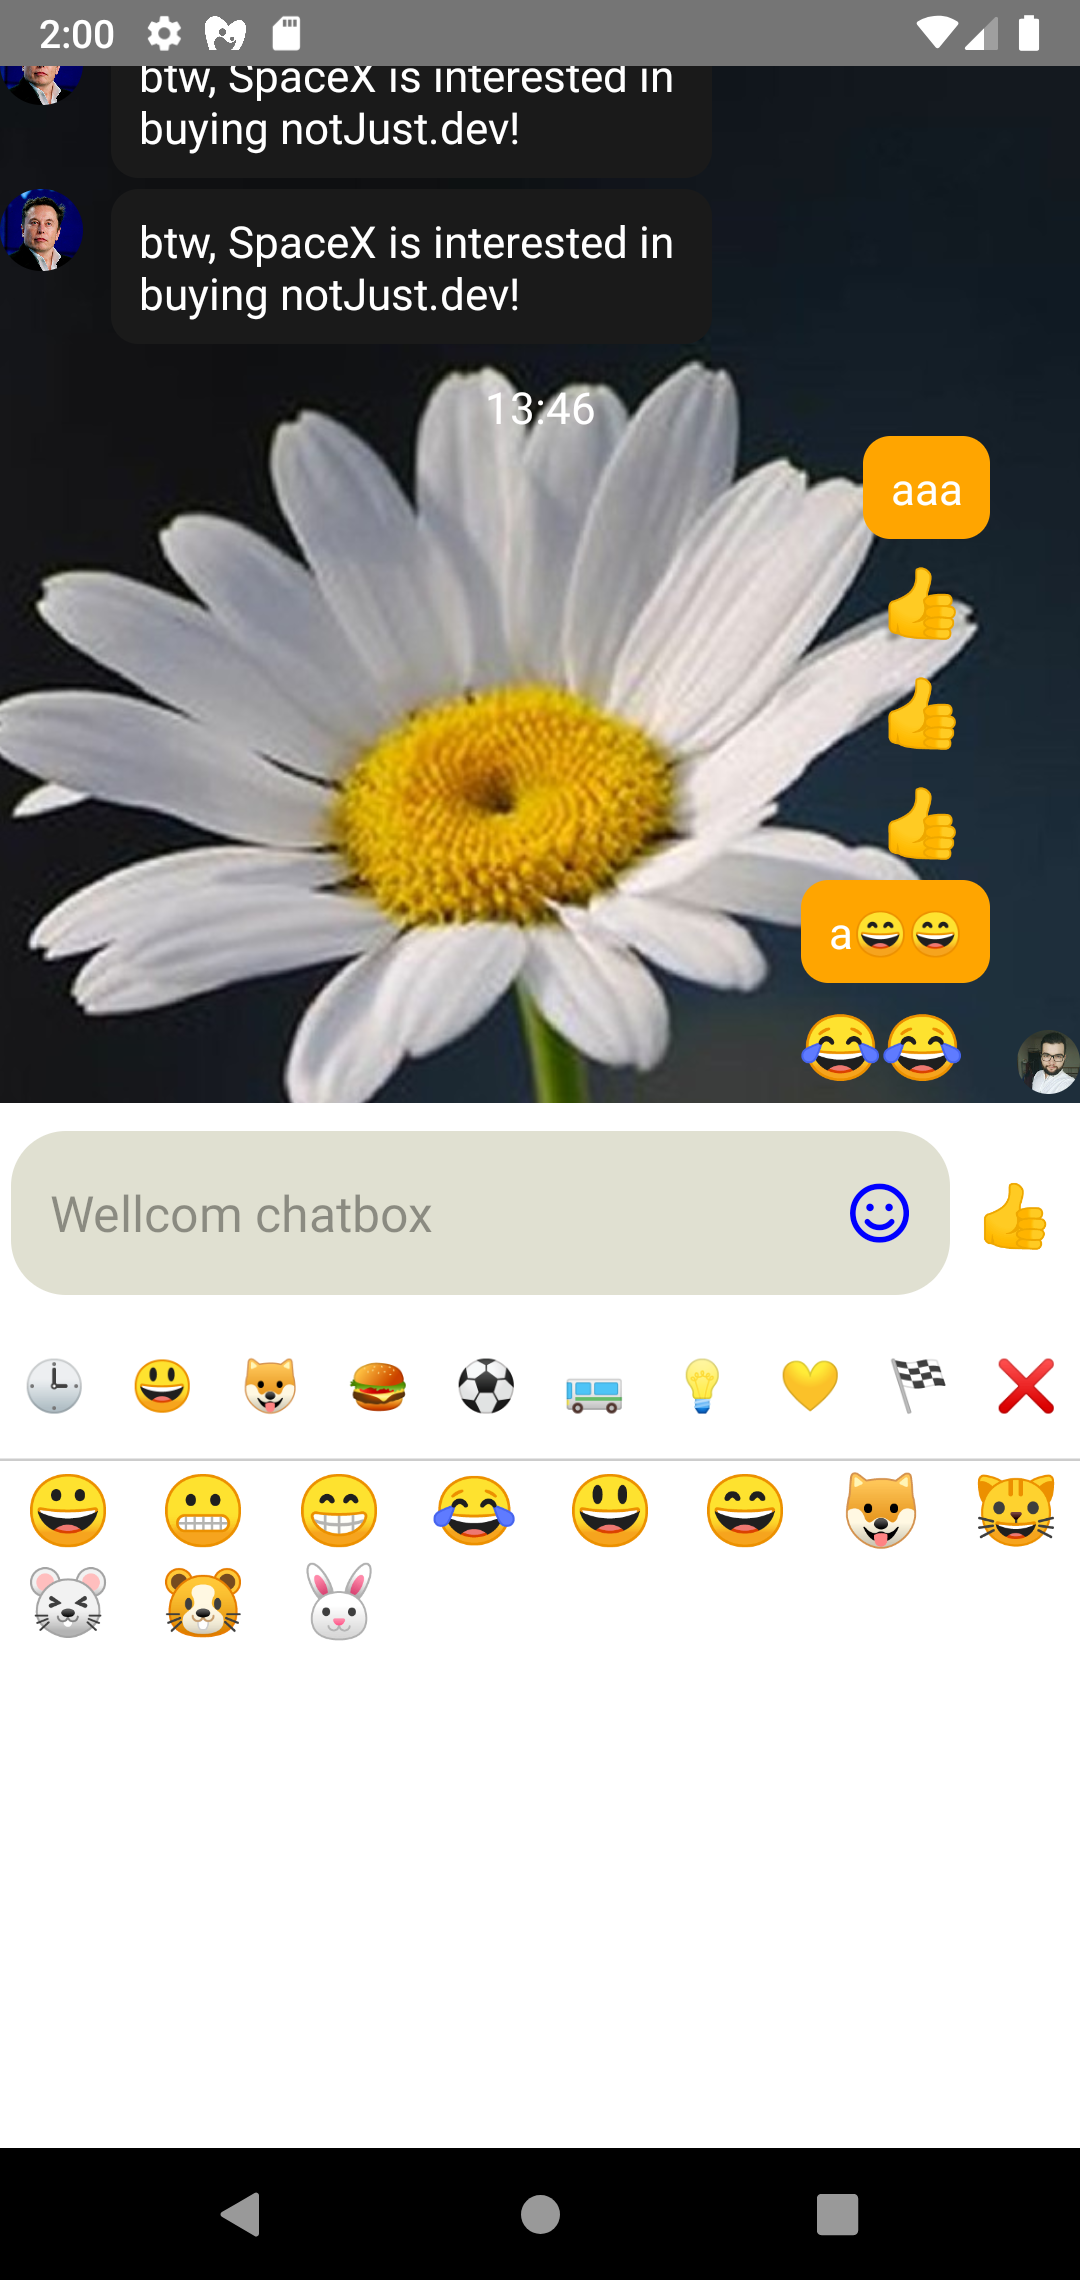 2:00
btw, SpaceX is interested in
buying notJust.dev!
btw, SpaceX is interested in
buying notJust.dev!
13:46
aaa
👍
👍
👍
a😄😄
😂😂
Wellcom chatbox